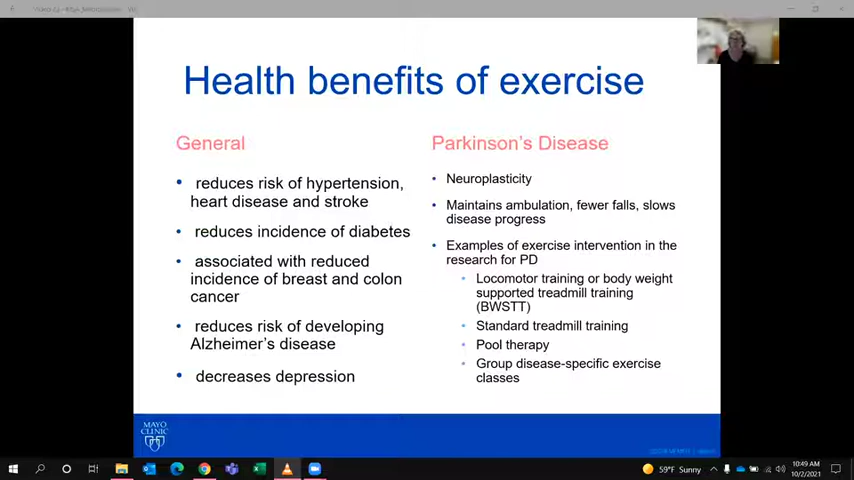 Health benefits of exercise
General
• reduces risk of hypertension,
heart disease and stroke
• reduces incidence of diabetes
• associated with reduced
incidence of breast and colon
cancer
• reduces risk of developing
Alzheimer's disease
• decreases depression
Parkinson's Disease
• Neuroplasticity
• Maintains ambulation, fewer falls, slows
disease progress
• Examples of exercise intervention in the
research for PD
• Locomotor training or body weight
supported treadmill training
(BWSTT)
• Standard treadmill training
• Pool therapy
• Group disease-specific exercise
classes
MAYO
CLINIC
59°F Sunny
10:49 AM
10/2/2021